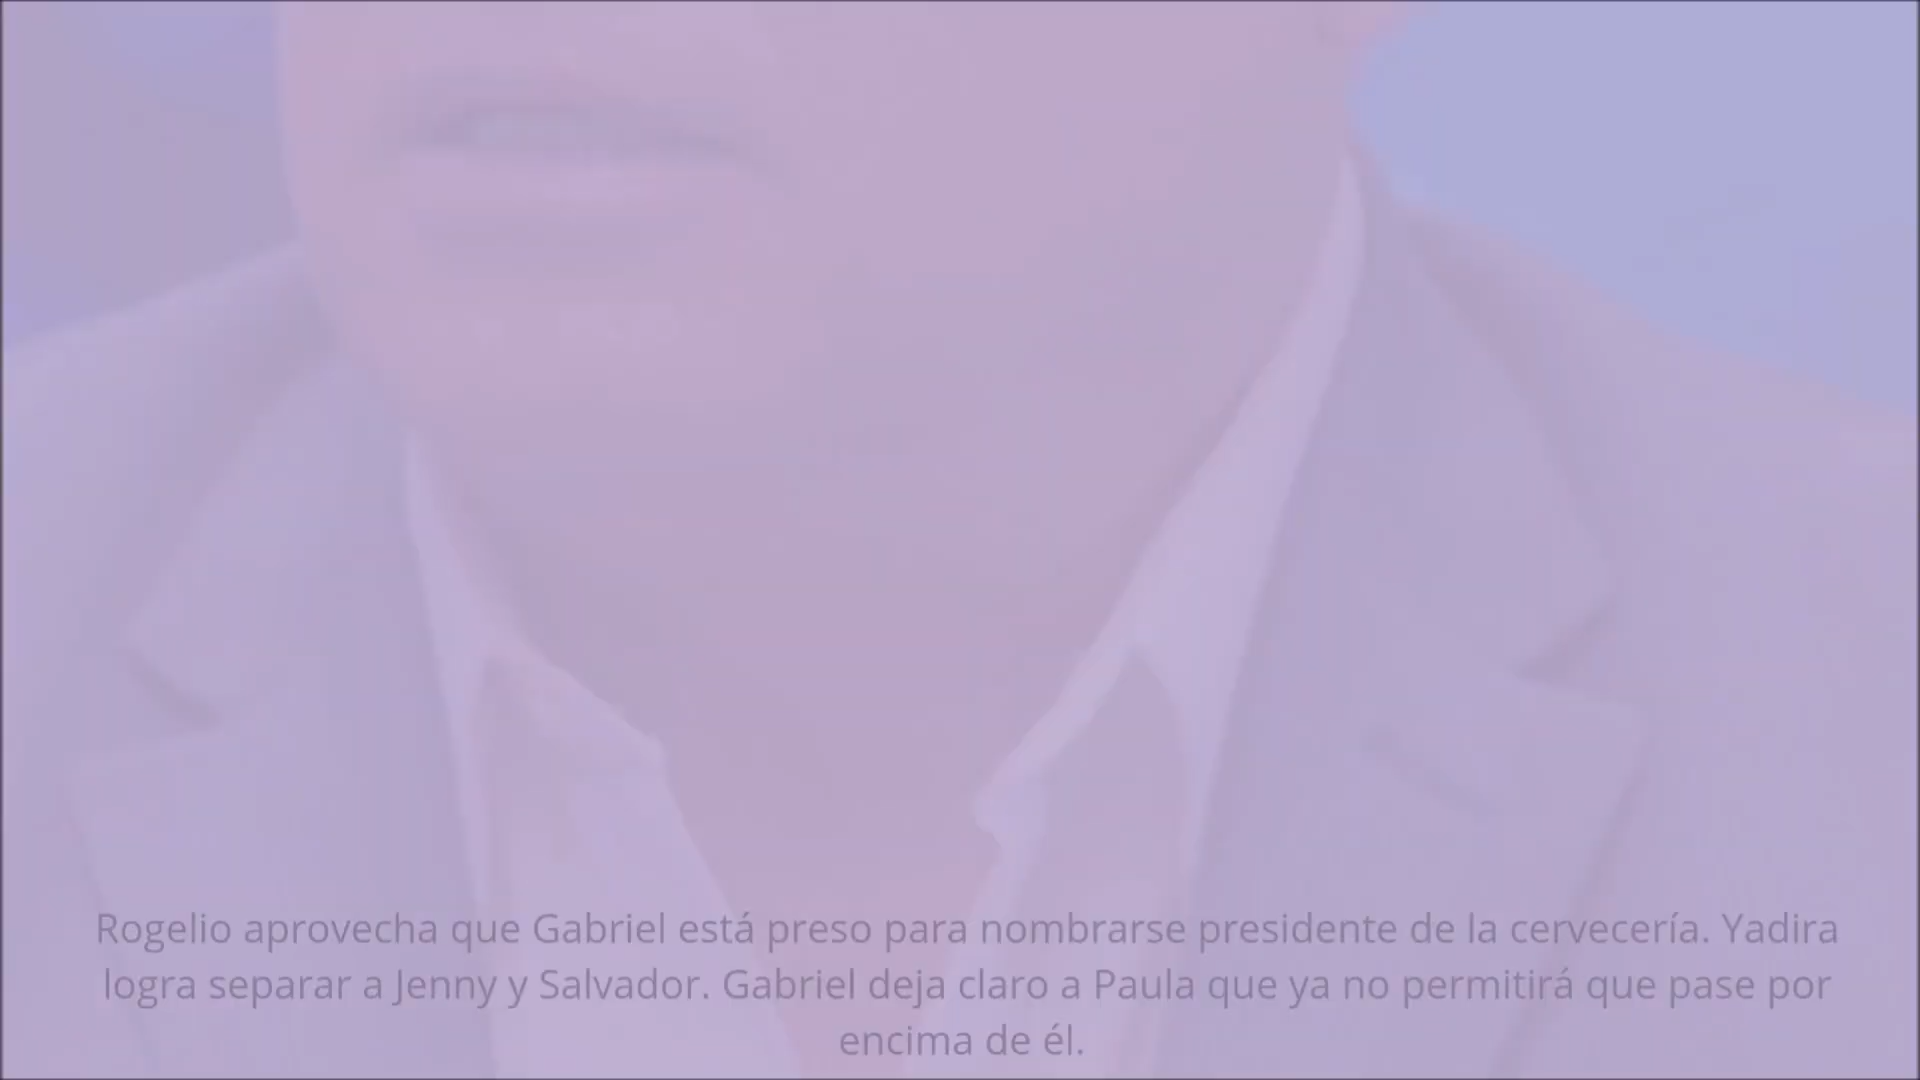 Rogelio aprovecha que Gabriel está preso para nombrarse presidente de la cervecería. Yadira
logra separar a Jenny y Salvador. Gabriel deja claro a Paula que ya no permitirá que pase por
encima de él.